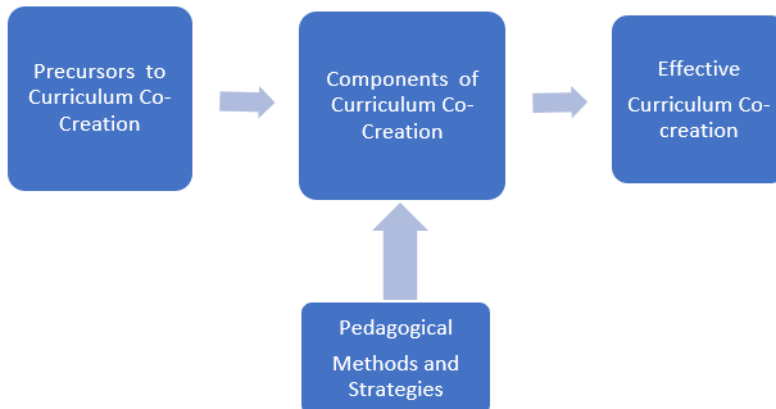 Precursors to
Curriculum Co-
Creation
Components of
Curriculum Co-
Creation
Effective
Curriculum Co-
creation
Pedagogical
Methods and
Strategies